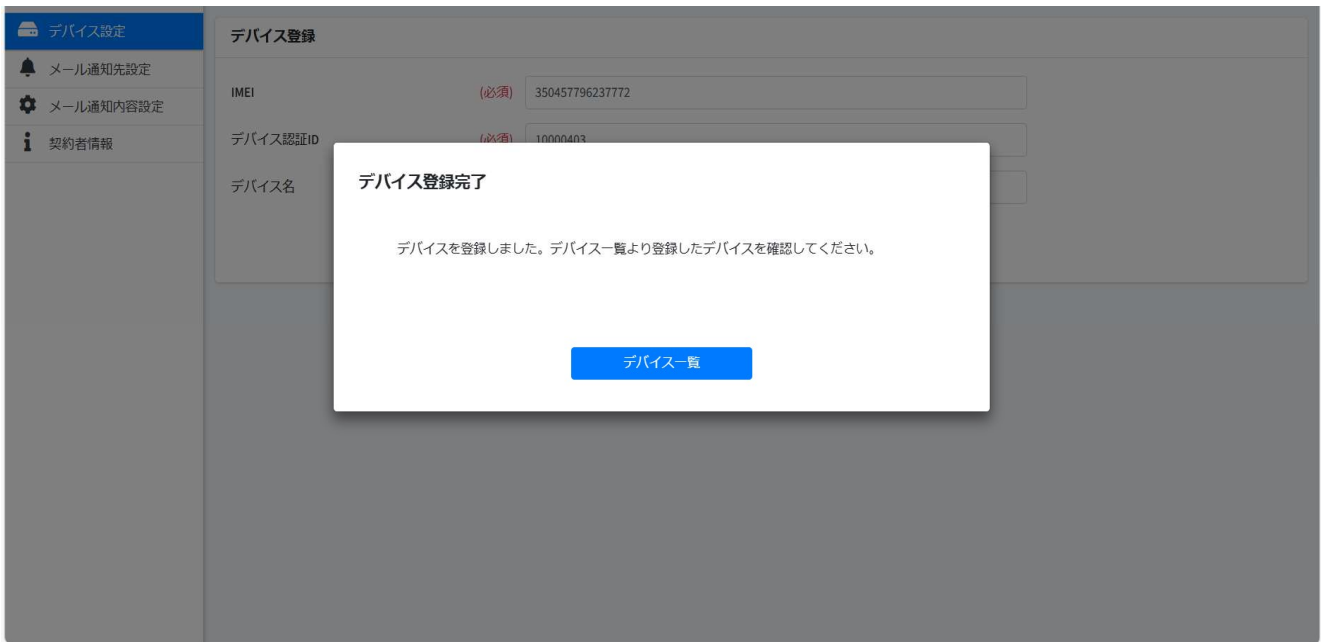 デバイス設定
メール通知先設定
メール通知内容設定
契約者情報
デバイス登録
IMEI (必須) 350457796237772
デバイス認証ID (必須) 10000403
デバイス名
デバイス登録完了
デバイスを登録しました。デバイス一覧より登録したデバイスを確認してください。
デバイス一覧